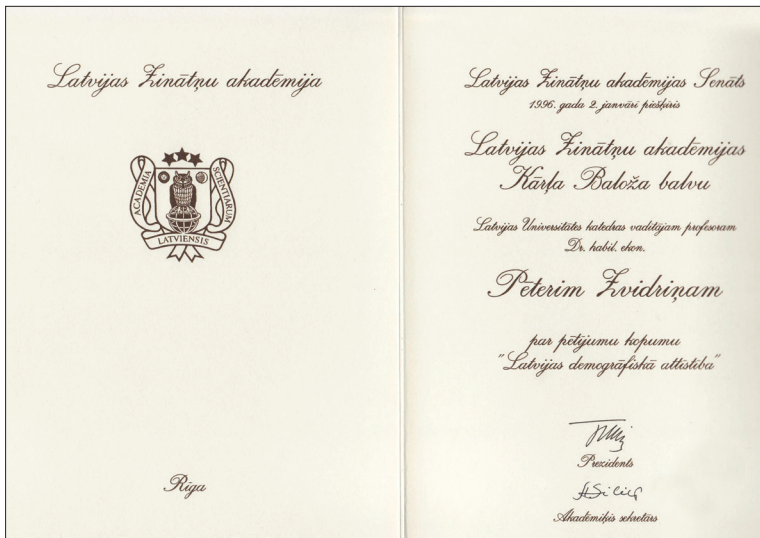 Latvijas Zinātņu akadēmija
ACADEMIA
SCIENTIARUM
LATVIENSIS
Rīga
Latvijas Zinātņu akadēmijas Senāts
1996. gada 2. janvārī piešķīris
Latvijas Zinātņu akadēmijas
Kārļa Baloža balvu
Latvijas Universitātes katedras vadītājam profesoram
Dr. habil. ekon.
Pēterim Zvidriņam
par pētījumu kopumu
"Latvijas demogrāfiskā attīstība"
Prezidents
Akadēmiķis sekretārs